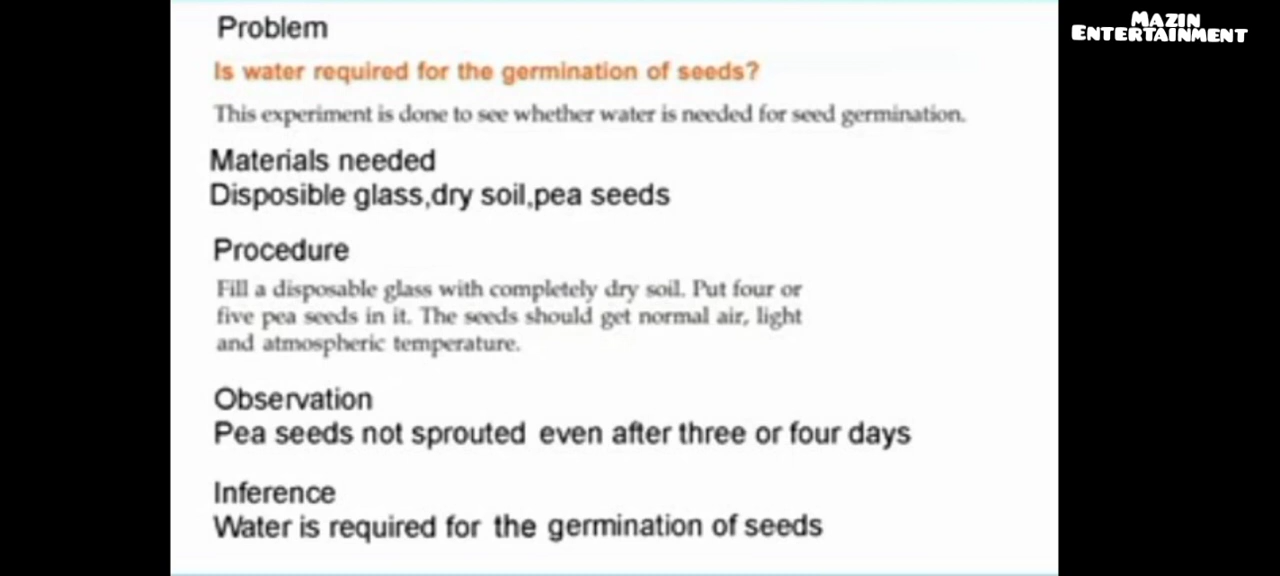 Problem
MAZIN
ENTERTAINMENT
Is water required for the germination of seeds?
This experiment is done to see whether water is needed for seed germination.
Materials needed
Disposible glass,dry soil,pea seeds
Procedure
Fill a disposable glass with completely dry soil. Put four or
five pea seeds in it. The seeds should get normal air, light
and atmospheric temperature.
Observation
Pea seeds not sprouted even after three or four days
Inference
Water is required for the germination of seeds